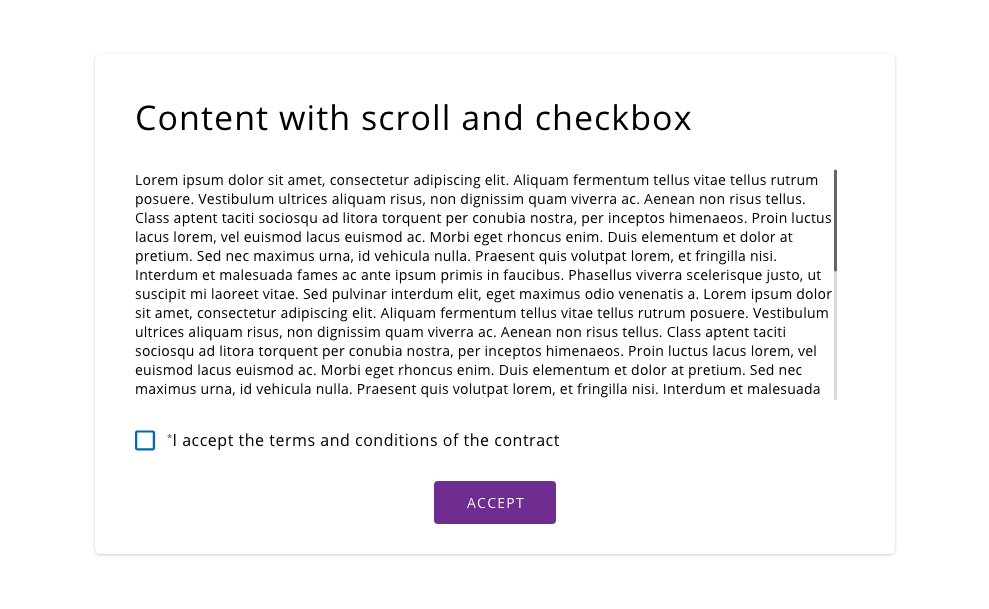 Content with scroll and checkbox
Lorem ipsum dolor sit amet, consectetur adipiscing elit. Aliquam fermentum tellus vitae tellus rutrum
posuere. Vestibulum ultrices aliquam risus, non dignissim quam viverra ac. Aenean non risus tellus.
Class aptent taciti sociosqu ad litora torquent per conubia nostra, per inceptos himenaeos. Proin luctus
lacus lorem, vel euismod lacus euismod ac. Morbi eget rhoncus enim. Duis elementum et dolor at
pretium. Sed nec maximus urna, id vehicula nulla. Praesent quis volutpat lorem, et fringilla nisi.
Interdum et malesuada fames ac ante ipsum primis in faucibus. Phasellus viverra scelerisque justo, ut
suscipit mi laoreet vitae. Sed pulvinar interdum elit, eget maximus odio venenatis a. Lorem ipsum dolor
sit amet, consectetur adipiscing elit. Aliquam fermentum tellus vitae tellus rutrum posuere. Vestibulum
ultrices aliquam risus, non dignissim quam viverra ac. Aenean non risus tellus. Class aptent taciti
sociosqu ad litora torquent per conubia nostra, per inceptos himenaeos. Proin luctus lacus lorem, vel
euismod lacus euismod ac. Morbi eget rhoncus enim. Duis elementum et dolor at pretium. Sed nec
maximus urna, id vehicula nulla. Praesent quis volutpat lorem, et fringilla nisi. Interdum et malesuada
*I accept the terms and conditions of the contract
ACCEPT